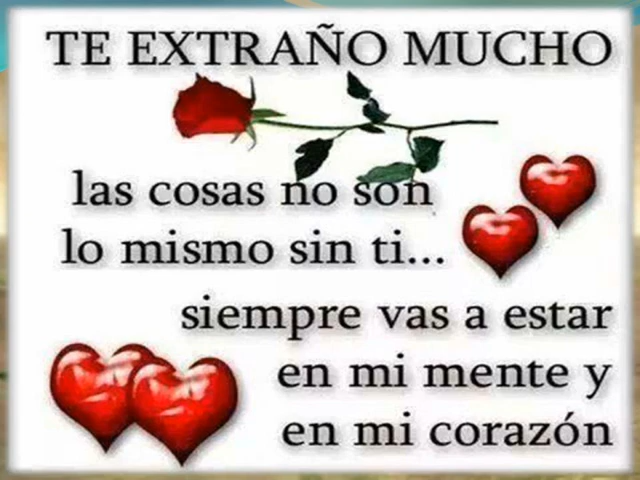 TE EXTRAÑO MUCHO
las cosas no son
lo mismo sin ti...
siempre vas a estar
en mi mente y
en mi corazón